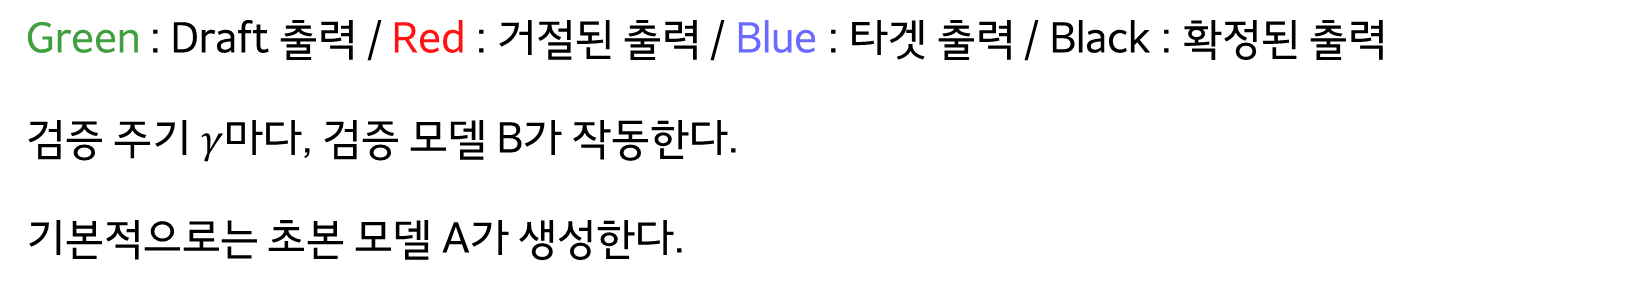 Green : Draft 출력 / Red : 거절된 출력 / Blue : 타겟 출력 / Black : 확정된 출력
검증 주기 γ마다, 검증 모델 B가 작동한다.
기본적으로는 초본 모델 A가 생성한다.